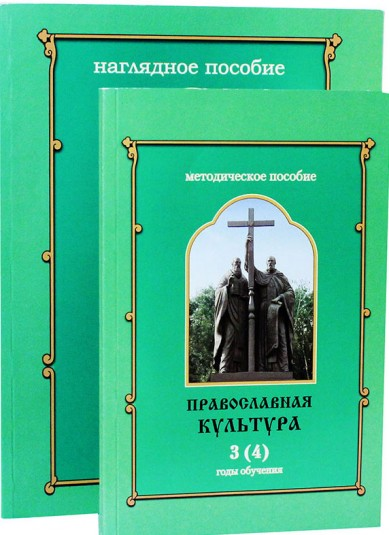 наглядное пособие
методическое пособие
ПРАВОСЛАВНАЯ
КУЛЬТУРА
3 (4)
годы обучения